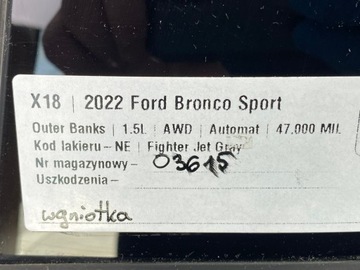 X18 | 2022 Ford Bronco Sport
Outer Banks | 1.5L | AWD | Automat | 47.000 MIL
Kod lakieru – NE | Fighter Jet Gray
Nr magazynowy – 03615
Uszkodzenia –
wgniotka